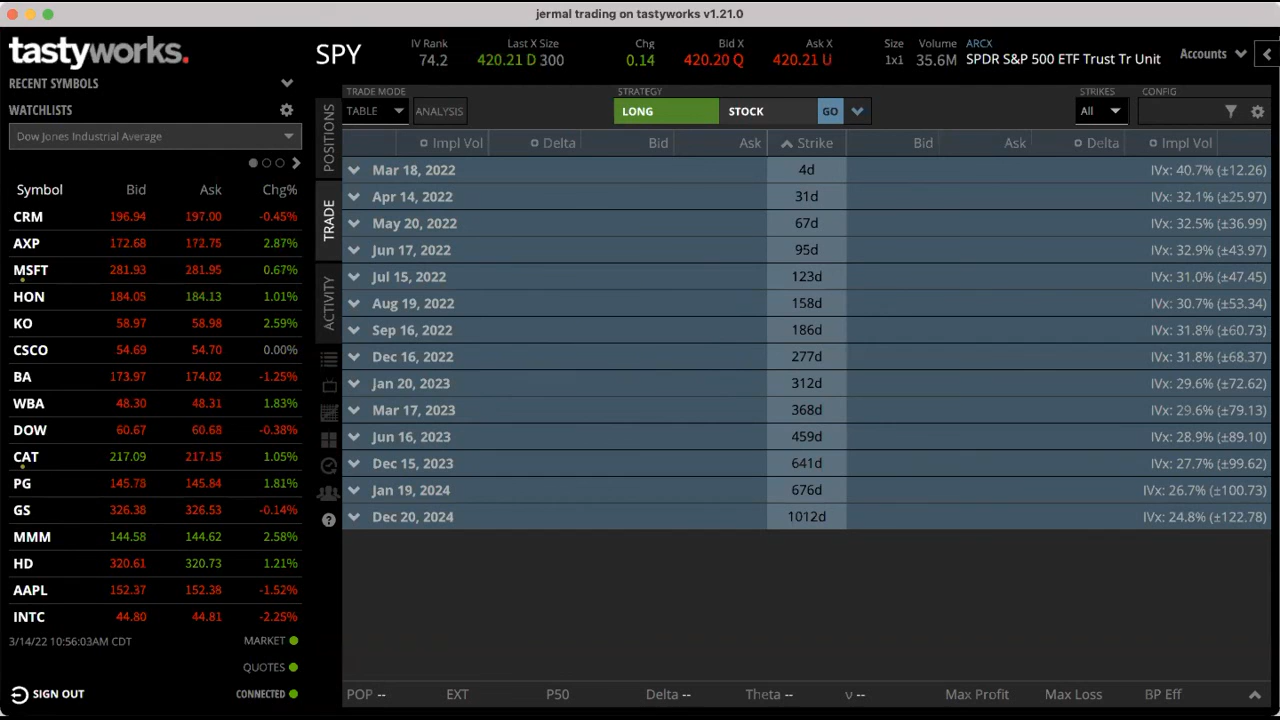 jermal trading on tastyworks v1.21.0
tastyworks.
RECENT SYMBOLS
WATCHLISTS
Dow Jones Industrial Average
Symbol Bid Ask Chg%
CRM 196.94 197.00 -0.45%
AXP 172.68 172.75 2.87%
MSFT 281.93 281.95 0.67%
HON 184.05 184.13 1.01%
KO 58.97 58.98 2.59%
CSCO 54.69 54.70 0.00%
BA 173.97 174.02 -1.25%
WBA 48.30 48.31 1.83%
DOW 60.67 60.68 -0.38%
CAT 217.09 217.15 1.05%
PG 145.78 145.84 1.81%
GS 326.38 326.53 -0.14%
MMM 144.58 144.62 2.58%
HD 320.61 320.73 1.21%
AAPL 152.37 152.38 -1.52%
INTC 44.80 44.81 -2.25%
3/14/22 10:56:03AM CDT MARKET
QUOTES
SIGN OUT CONNECTED
SPY IV Rank Last X Size Chg Bid X Ask X Size Volume ARCX Accounts
74.2 420.21 D 300 0.14 420.20 Q 420.21 U 1x1 35.6M SPDR S&P 500 ETF Trust Tr Unit
POSITIONS
TRADE
ACTIVITY
TRADE MODE STRATEGY STRIKES CONFIG
TABLE ANALYSIS LONG STOCK GO All
Impl Vol Delta Bid Ask Strike Bid Ask Delta Impl Vol
Mar 18, 2022 4d IVx: 40.7% (±12.26)
Apr 14, 2022 31d IVx: 32.1% (±25.97)
May 20, 2022 67d IVx: 32.5% (±36.99)
Jun 17, 2022 95d IVx: 32.9% (±43.97)
Jul 15, 2022 123d IVx: 31.0% (±47.45)
Aug 19, 2022 158d IVx: 30.7% (±53.34)
Sep 16, 2022 186d IVx: 31.8% (±60.73)
Dec 16, 2022 277d IVx: 31.8% (±68.37)
Jan 20, 2023 312d IVx: 29.6% (±72.62)
Mar 17, 2023 368d IVx: 29.6% (±79.13)
Jun 16, 2023 459d IVx: 28.9% (±89.10)
Dec 15, 2023 641d IVx: 27.7% (±99.62)
Jan 19, 2024 676d IVx: 26.7% (±100.73)
Dec 20, 2024 1012d IVx: 24.8% (±122.78)
POP -- EXT P50 Delta -- Theta -- ν -- Max Profit Max Loss BP Eff